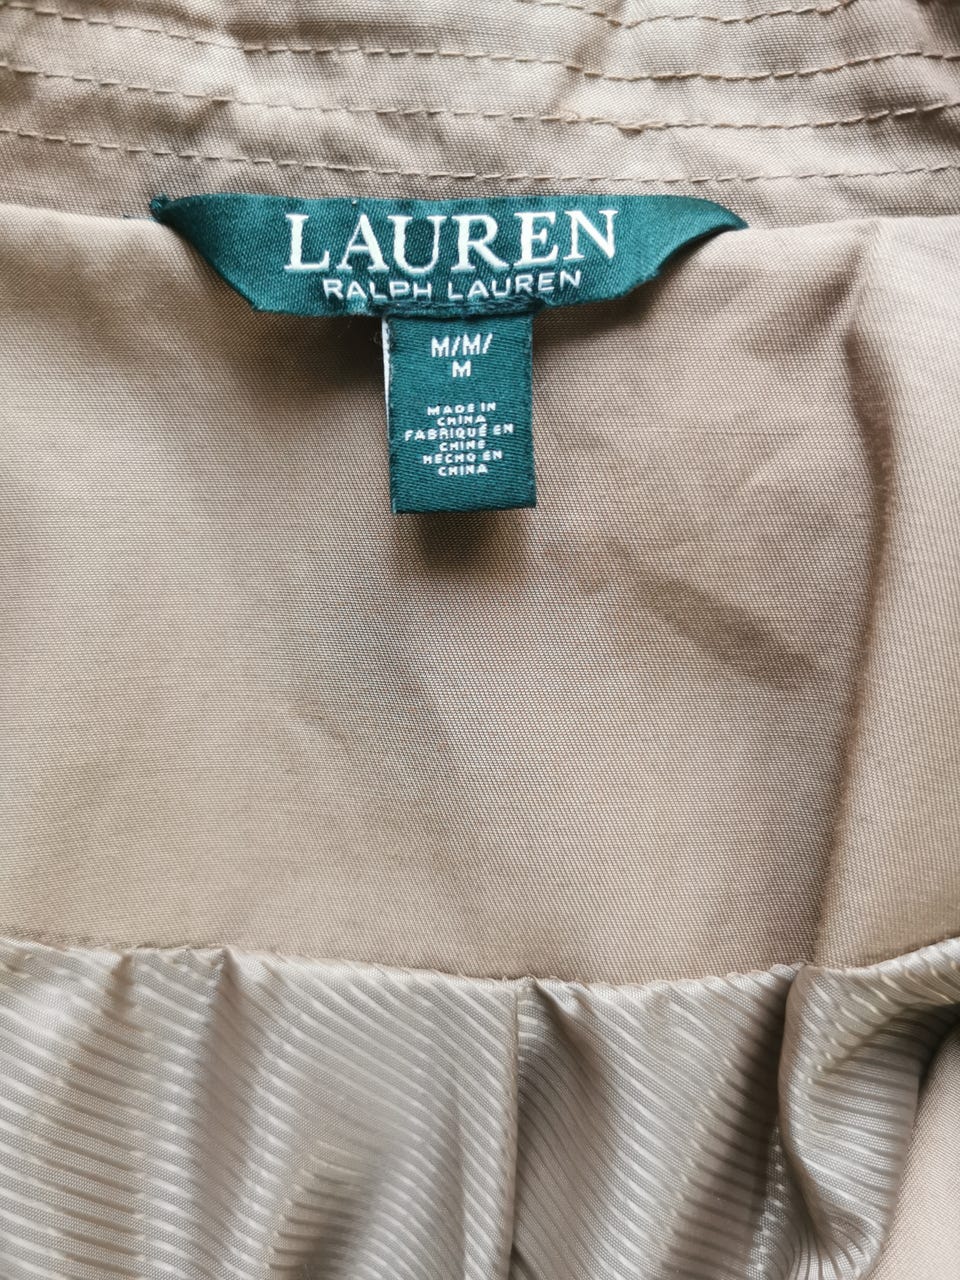 LAUREN
RALPH LAUREN
M/M/
M
MADE IN
CHINA
FABRIQUÉ EN
CHINE
HECHO EN
CHINA